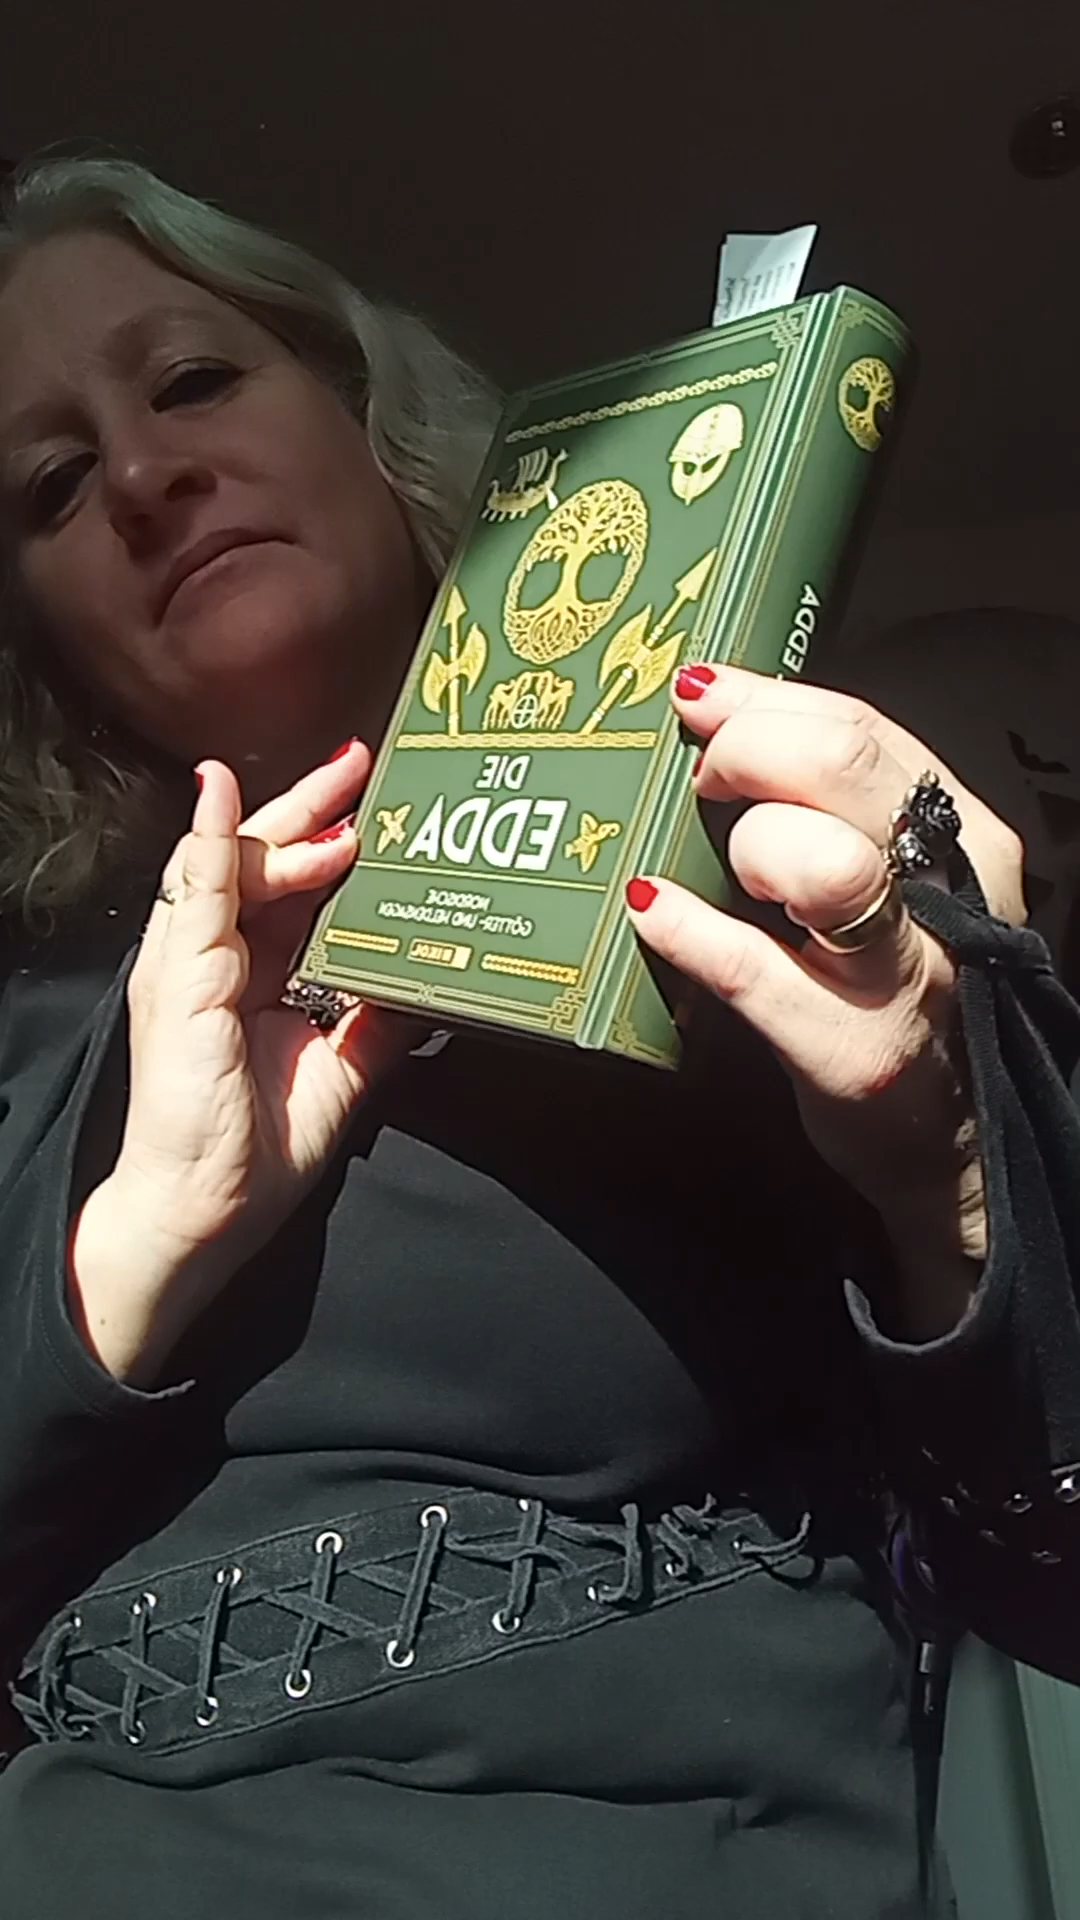 DIE
EDDA
NORDISCHE
GÖTTER- UND HELDENSAGEN
NIKOL
EDDA